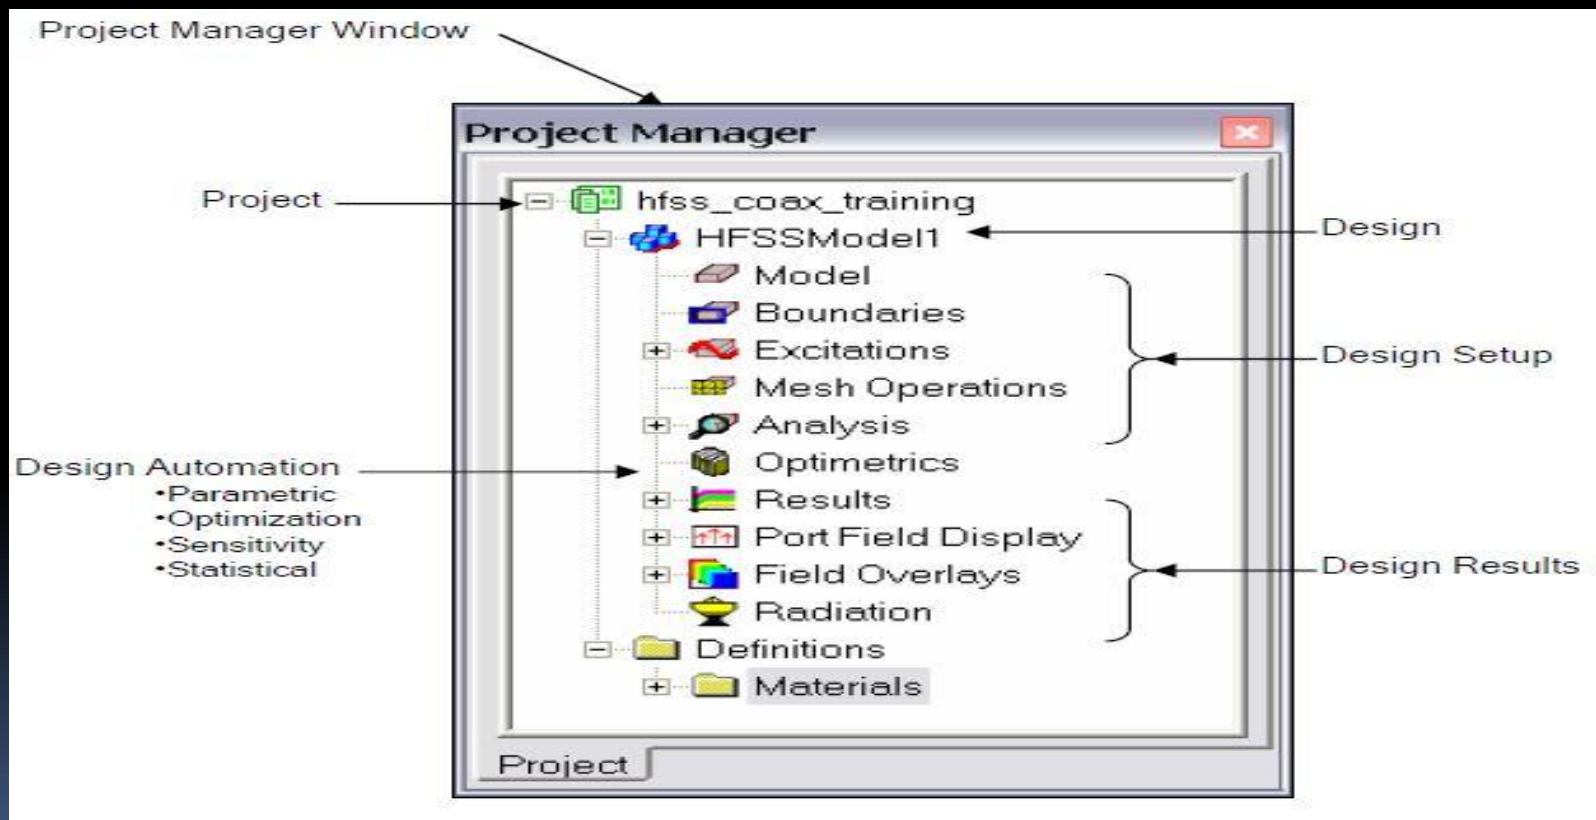 Project Manager Window
Project Manager
Project
hfss_coax_training
HFSSModel1
Design
Model
Boundaries
Excitations
Mesh Operations
Analysis
Design Setup
Optimetrics
Design Automation
•Parametric
•Optimization
•Sensitivity
•Statistical
Results
Port Field Display
Field Overlays
Radiation
Design Results
Definitions
Materials
Project